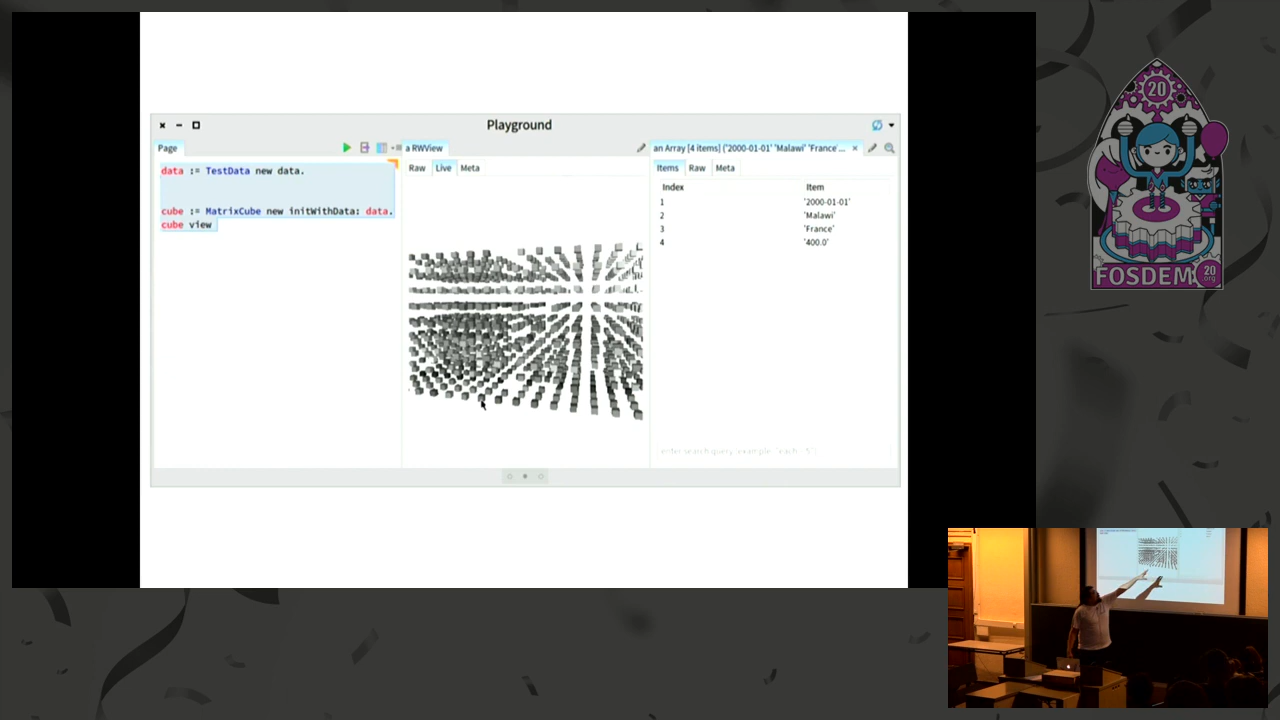 Playground
Page
a RWView
an Array [4 items] ('2000-01-01' 'Malawi' 'France'...
Raw Live Meta
Items Raw Meta
data := TestData new data.
cube := MatrixCube new initWithData: data.
cube view
Index Item
1 '2000-01-01'
2 'Malawi'
3 'France'
4 '400.0'
20
FOSDEM
20
org